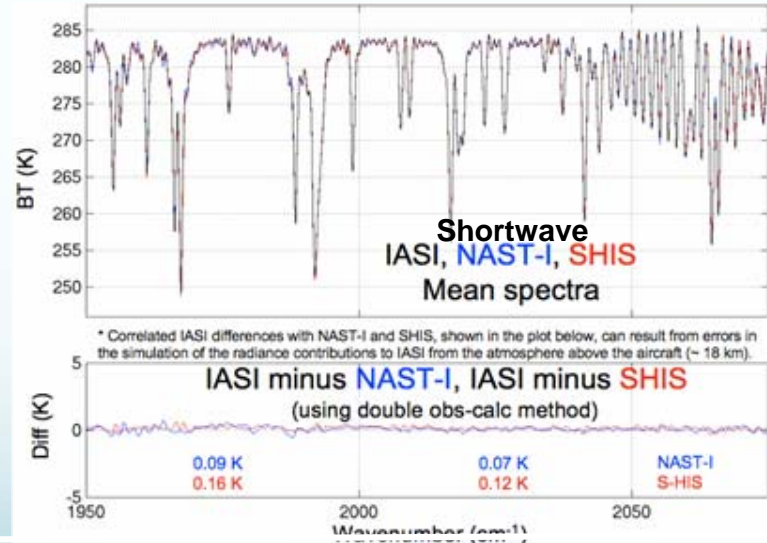 285
280
275
270
265
260
255
250
BT (K)
Shortwave
IASI, NAST-I, SHIS
Mean spectra
* Correlated IASI differences with NAST-I and SHIS, shown in the plot below, can result from errors in
the simulation of the radiance contributions to IASI from the atmosphere above the aircraft (~ 18 km).
5
0
-5
Diff (K)
IASI minus NAST-I, IASI minus SHIS
(using double obs-calc method)
0.09 K 0.07 K NAST-I
0.16 K 0.12 K S-HIS
1950 2000 2050
Wavenumber (cm-1)